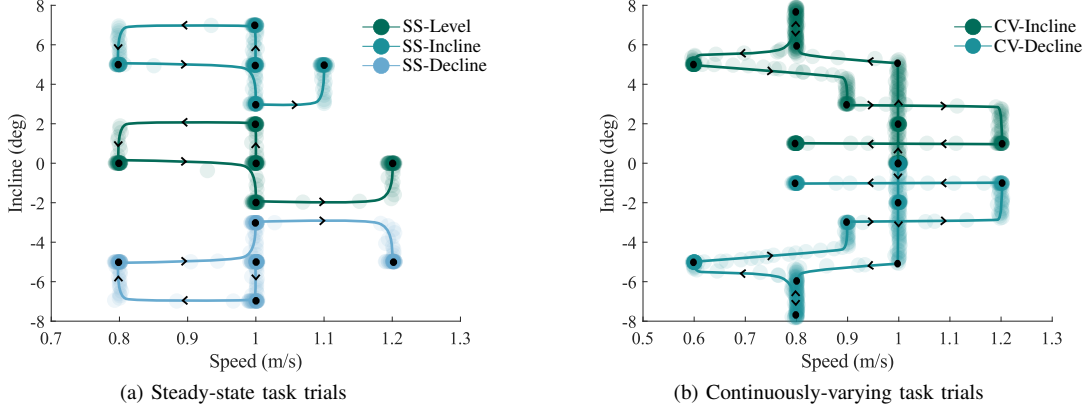 8
6
4
2
0
-2
-4
-6
-8
Incline (deg)
0.7 0.8 0.9 1 1.1 1.2 1.3
Speed (m/s)
SS-Level
SS-Incline
SS-Decline
(a) Steady-state task trials
8
6
4
2
0
-2
-4
-6
-8
Incline (deg)
0.5 0.6 0.7 0.8 0.9 1 1.1 1.2 1.3
Speed (m/s)
CV-Incline
CV-Decline
(b) Continuously-varying task trials